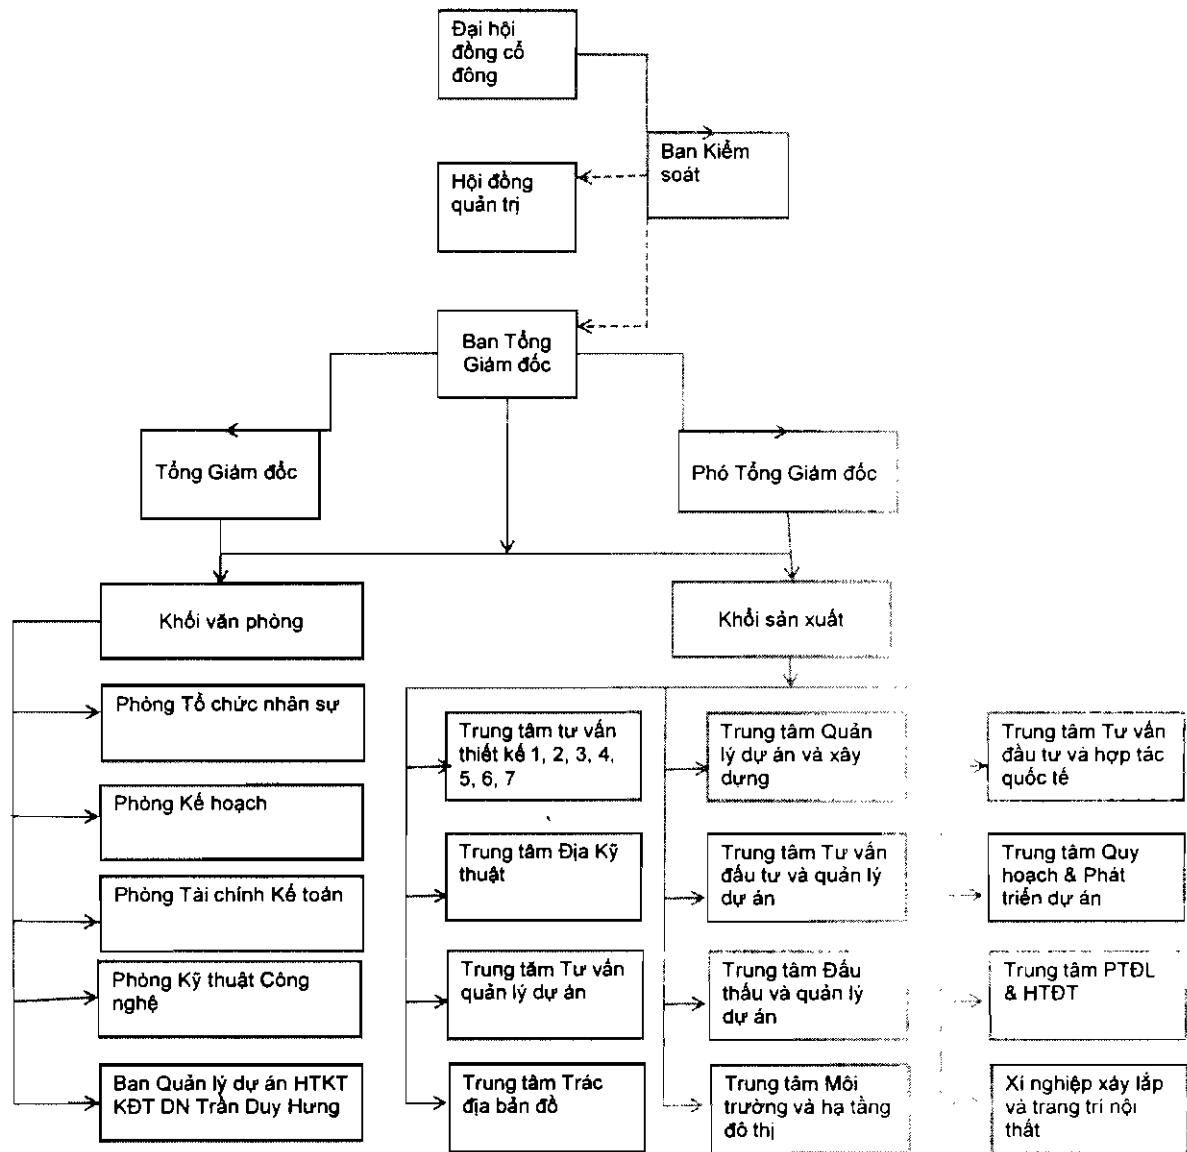 Đại hội
đồng cổ
đông
Ban Kiểm
soát
Hội đồng
quản trị
Ban Tổng
Giám đốc
Tổng Giám đốc
Phó Tổng Giám đốc
Khối văn phòng
Khối sản xuất
Phòng Tổ chức nhân sự
Phòng Kế hoạch
Phòng Tài chính Kế toán
Phòng Kỹ thuật Công
nghệ
Ban Quản lý dự án HTKT
KĐT DN Trần Duy Hưng
Trung tâm tư vấn
thiết kế 1, 2, 3, 4,
5, 6, 7
Trung tâm Địa Kỹ
thuật
Trung tăm Tư vấn
quản lý dự án
Trung tâm Trắc
địa bản đồ
Trung tâm Quản
lý dự án và xây
dựng
Trung tâm Tư vấn
đầu tư và quản lý
dự án
Trung tâm Đấu
thầu và quản lý
dự án
Trung tâm Môi
trường và hạ tầng
đô thị
Trung tâm Tư vấn
đầu tư và hợp tác
quốc tế
Trung tâm Quy
hoạch & Phát
triển dự án
Trung tâm PTĐL
& HTĐT
Xí nghiệp xây lắp
và trang trí nội
thất